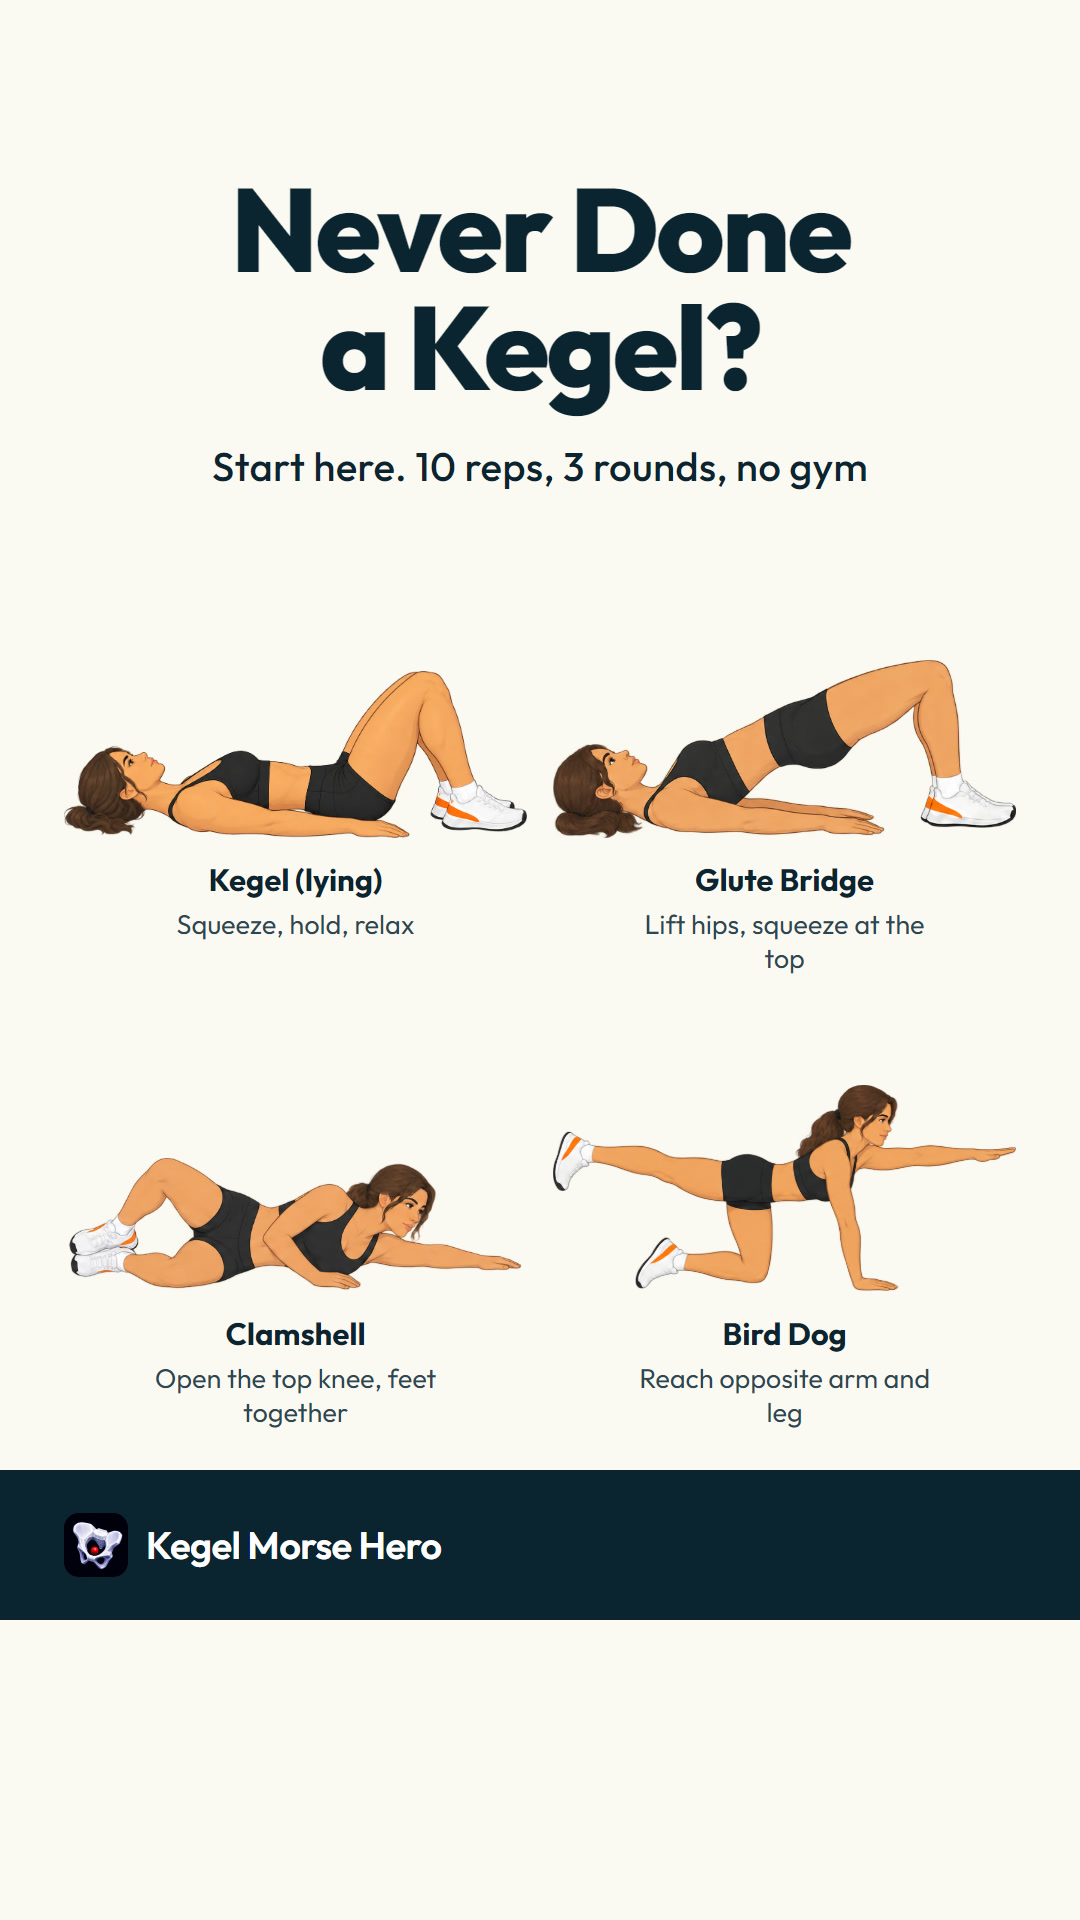 Never Done
a Kegel?
Start here. 10 reps, 3 rounds, no gym
Kegel (lying)
Squeeze, hold, relax
Glute Bridge
Lift hips, squeeze at the
top
Clamshell
Open the top knee, feet
together
Bird Dog
Reach opposite arm and
leg
Kegel Morse Hero